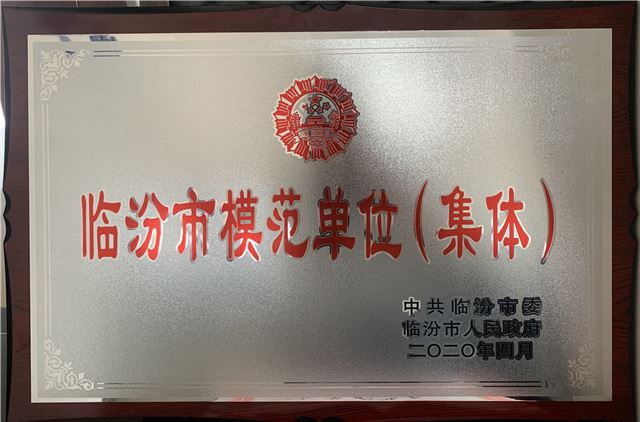 临汾市模范单位（集体）
中共临汾市委
临汾市人民政府
二〇二〇年四月